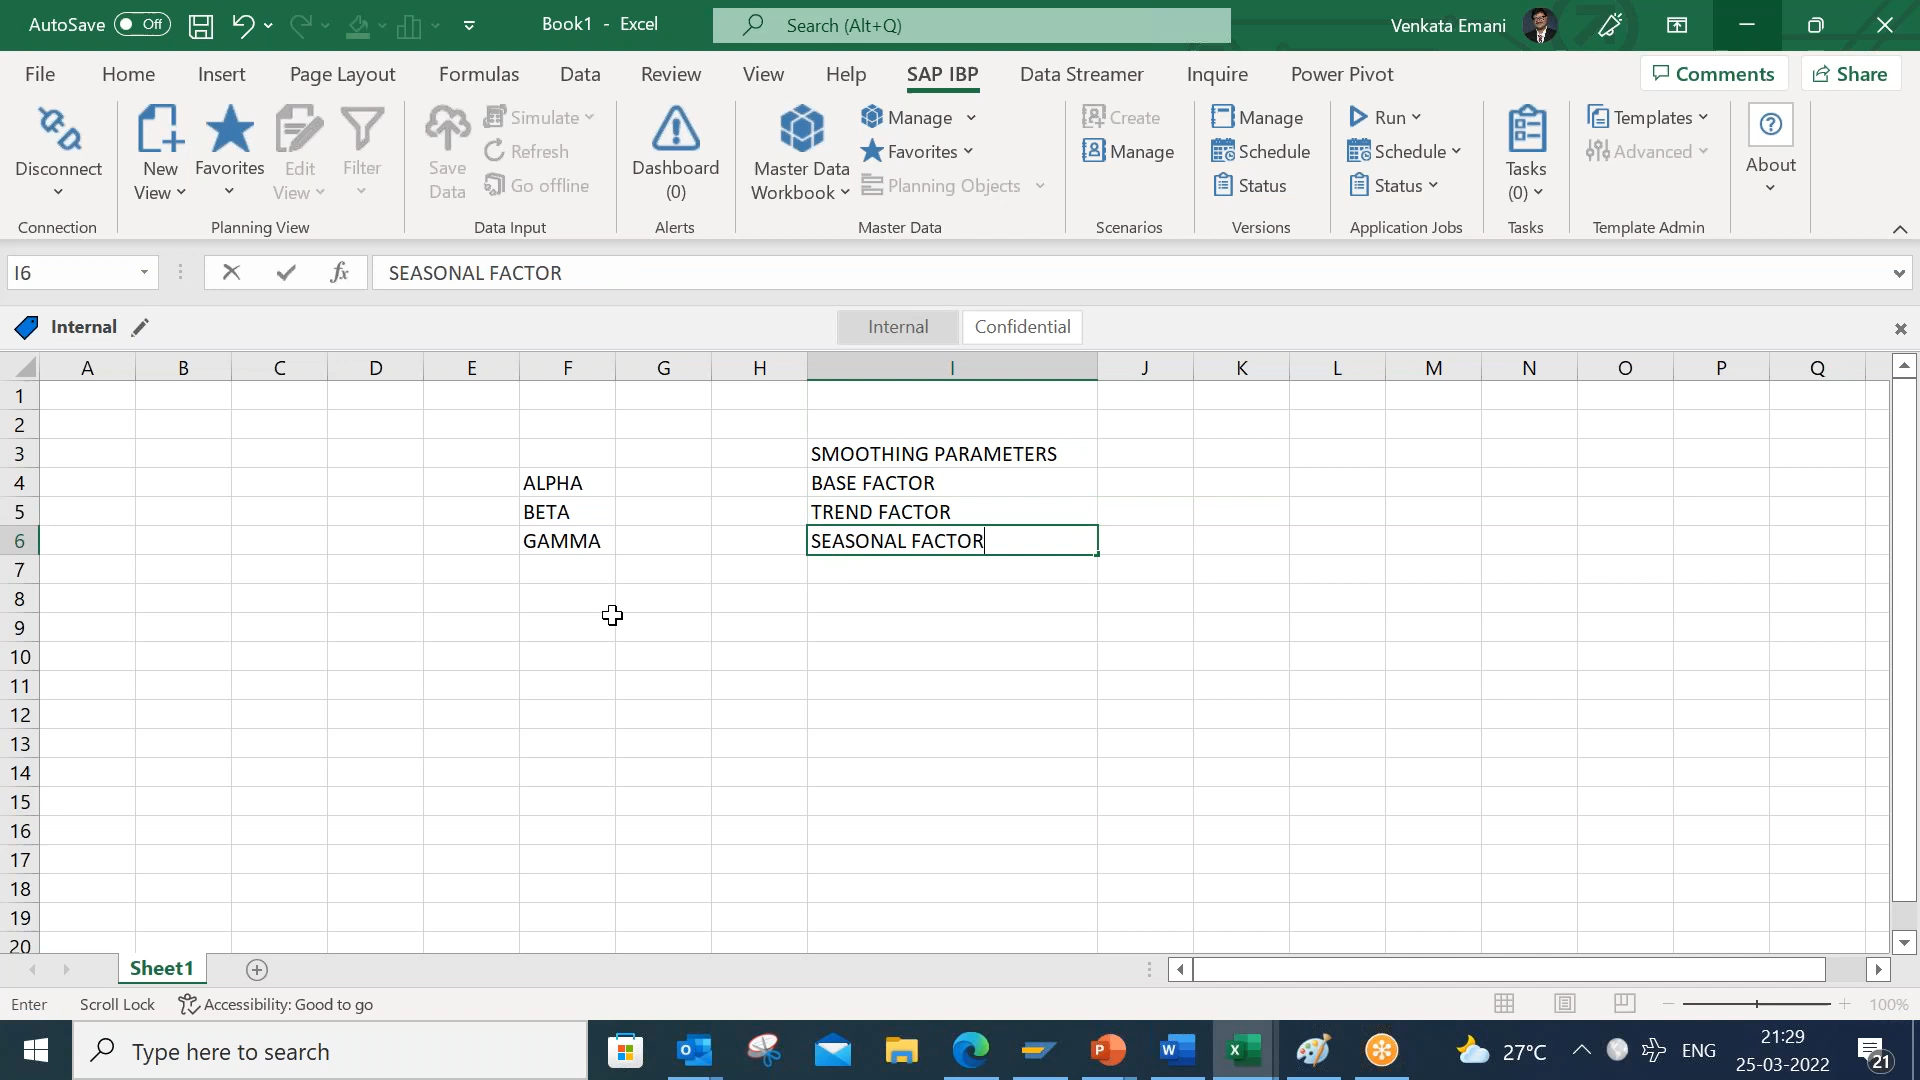 AutoSave Off Book1 - Excel Search (Alt+Q) Venkata Emani
File Home Insert Page Layout Formulas Data Review View Help SAP IBP Data Streamer Inquire Power Pivot Comments Share
Disconnect
New View
Favorites
Edit View
Filter
Save Data
Simulate
Refresh
Go offline
Dashboard (0)
Master Data Workbook
Manage
Favorites
Planning Objects
Create
Manage
Manage
Schedule
Status
Run
Schedule
Status
Tasks (0)
Templates
Advanced
About
Connection Planning View Data Input Alerts Master Data Scenarios Versions Application Jobs Tasks Template Admin
I6 fx SEASONAL FACTOR
Internal Internal Confidential
A B C D E F G H I J K L M N O P Q
1
2
3 SMOOTHING PARAMETERS
4 ALPHA BASE FACTOR
5 BETA TREND FACTOR
6 GAMMA SEASONAL FACTOR
7
8
9
10
11
12
13
14
15
16
17
18
19
20
Sheet1
Enter Scroll Lock Accessibility: Good to go 100%
Type here to search 27°C ENG 21:29
25-03-2022 21